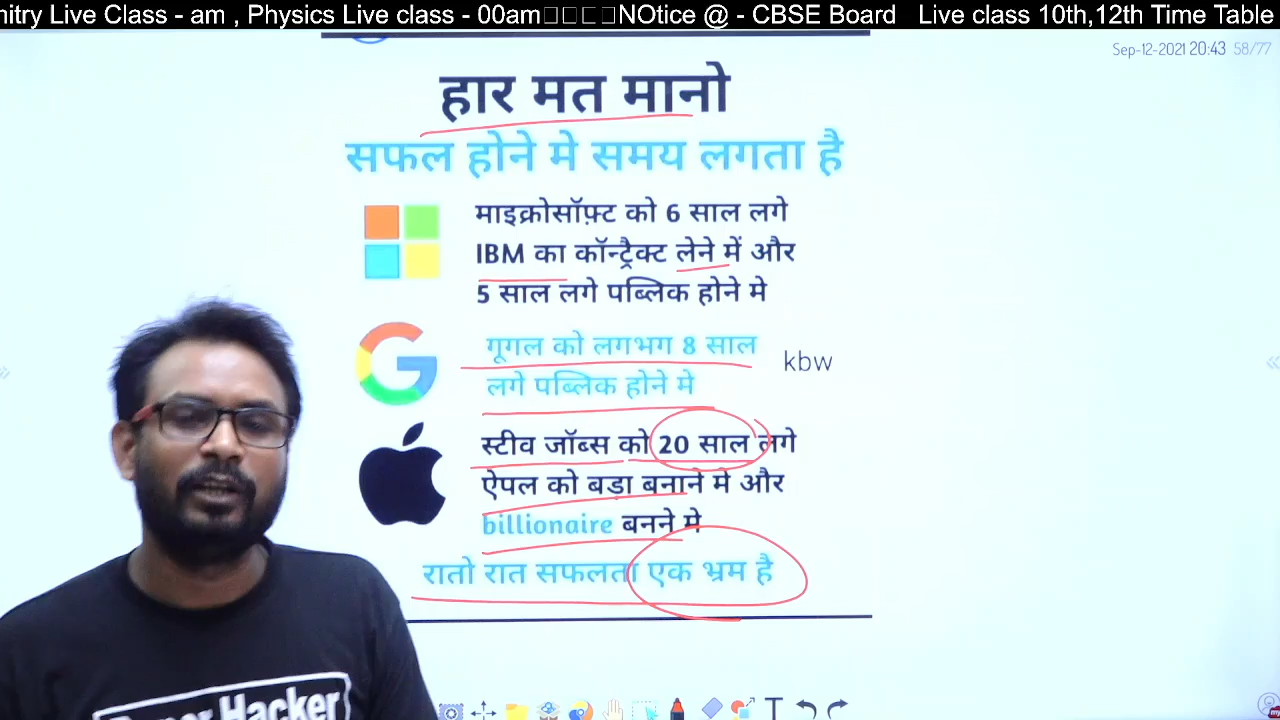 mitry Live Class - am , Physics Live class - 00am NOtice @ - CBSE Board Live class 10th,12th Time Table
Sep-12-2021 20:43 58/77
हार मत मानो
सफल होने मे समय लगता है
माइक्रोसॉफ़्ट को 6 साल लगे
IBM का कॉन्ट्रैक्ट लेने में और
5 साल लगे पब्लिक होने मे
गूगल को लगभग 8 साल
लगे पब्लिक होने मे
kbw
स्टीव जॉब्स को 20 साल लगे
ऐपल को बड़ा बनाने मे और
billionaire बनने मे
रातो रात सफलता एक भ्रम है
Hacker